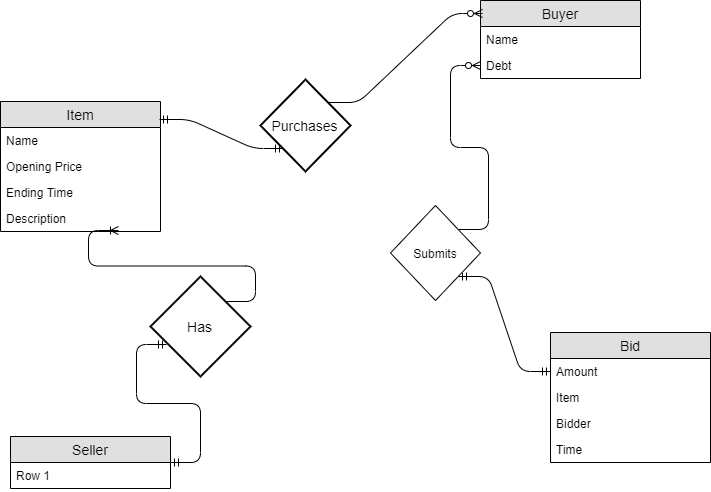 Buyer
Name
Debt
Item
Name
Opening Price
Ending Time
Description
Purchases
Submits
Has
Bid
Amount
Item
Bidder
Time
Seller
Row 1